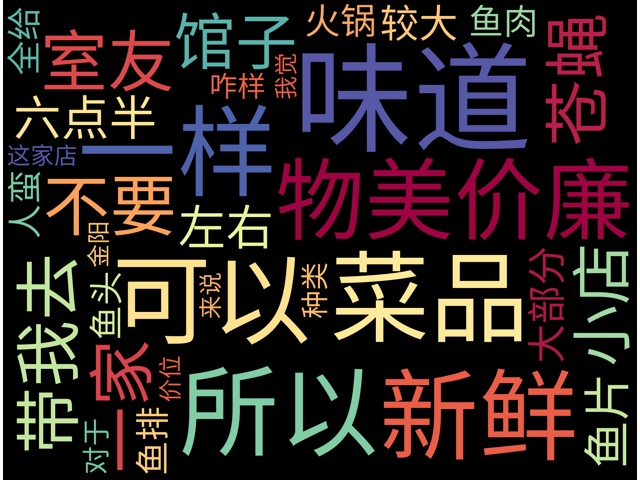 全给
室友
馆子
火锅
较大
鱼肉
苍蝇
咋样
我觉
味道
六点半
一样
这家店
人蛮
不要
左右
物美价廉
金阳
带我去
鱼头
可以
来说
种类
菜品
大部分
小店
一家
价位
所以
新鲜
鱼片
对于
鱼排